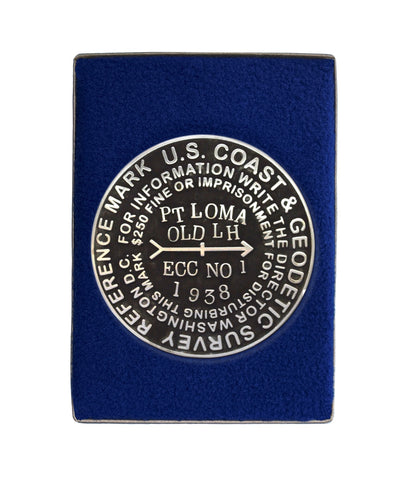 U.S. COAST & GEODETIC SURVEY REFERENCE MARK
FOR INFORMATION WRITE THE DIRECTOR WASHINGTON D.C.
$250 FINE OR IMPRISONMENT FOR DISTURBING THIS MARK
PT LOMA
OLD LH
ECC NO 1
1938